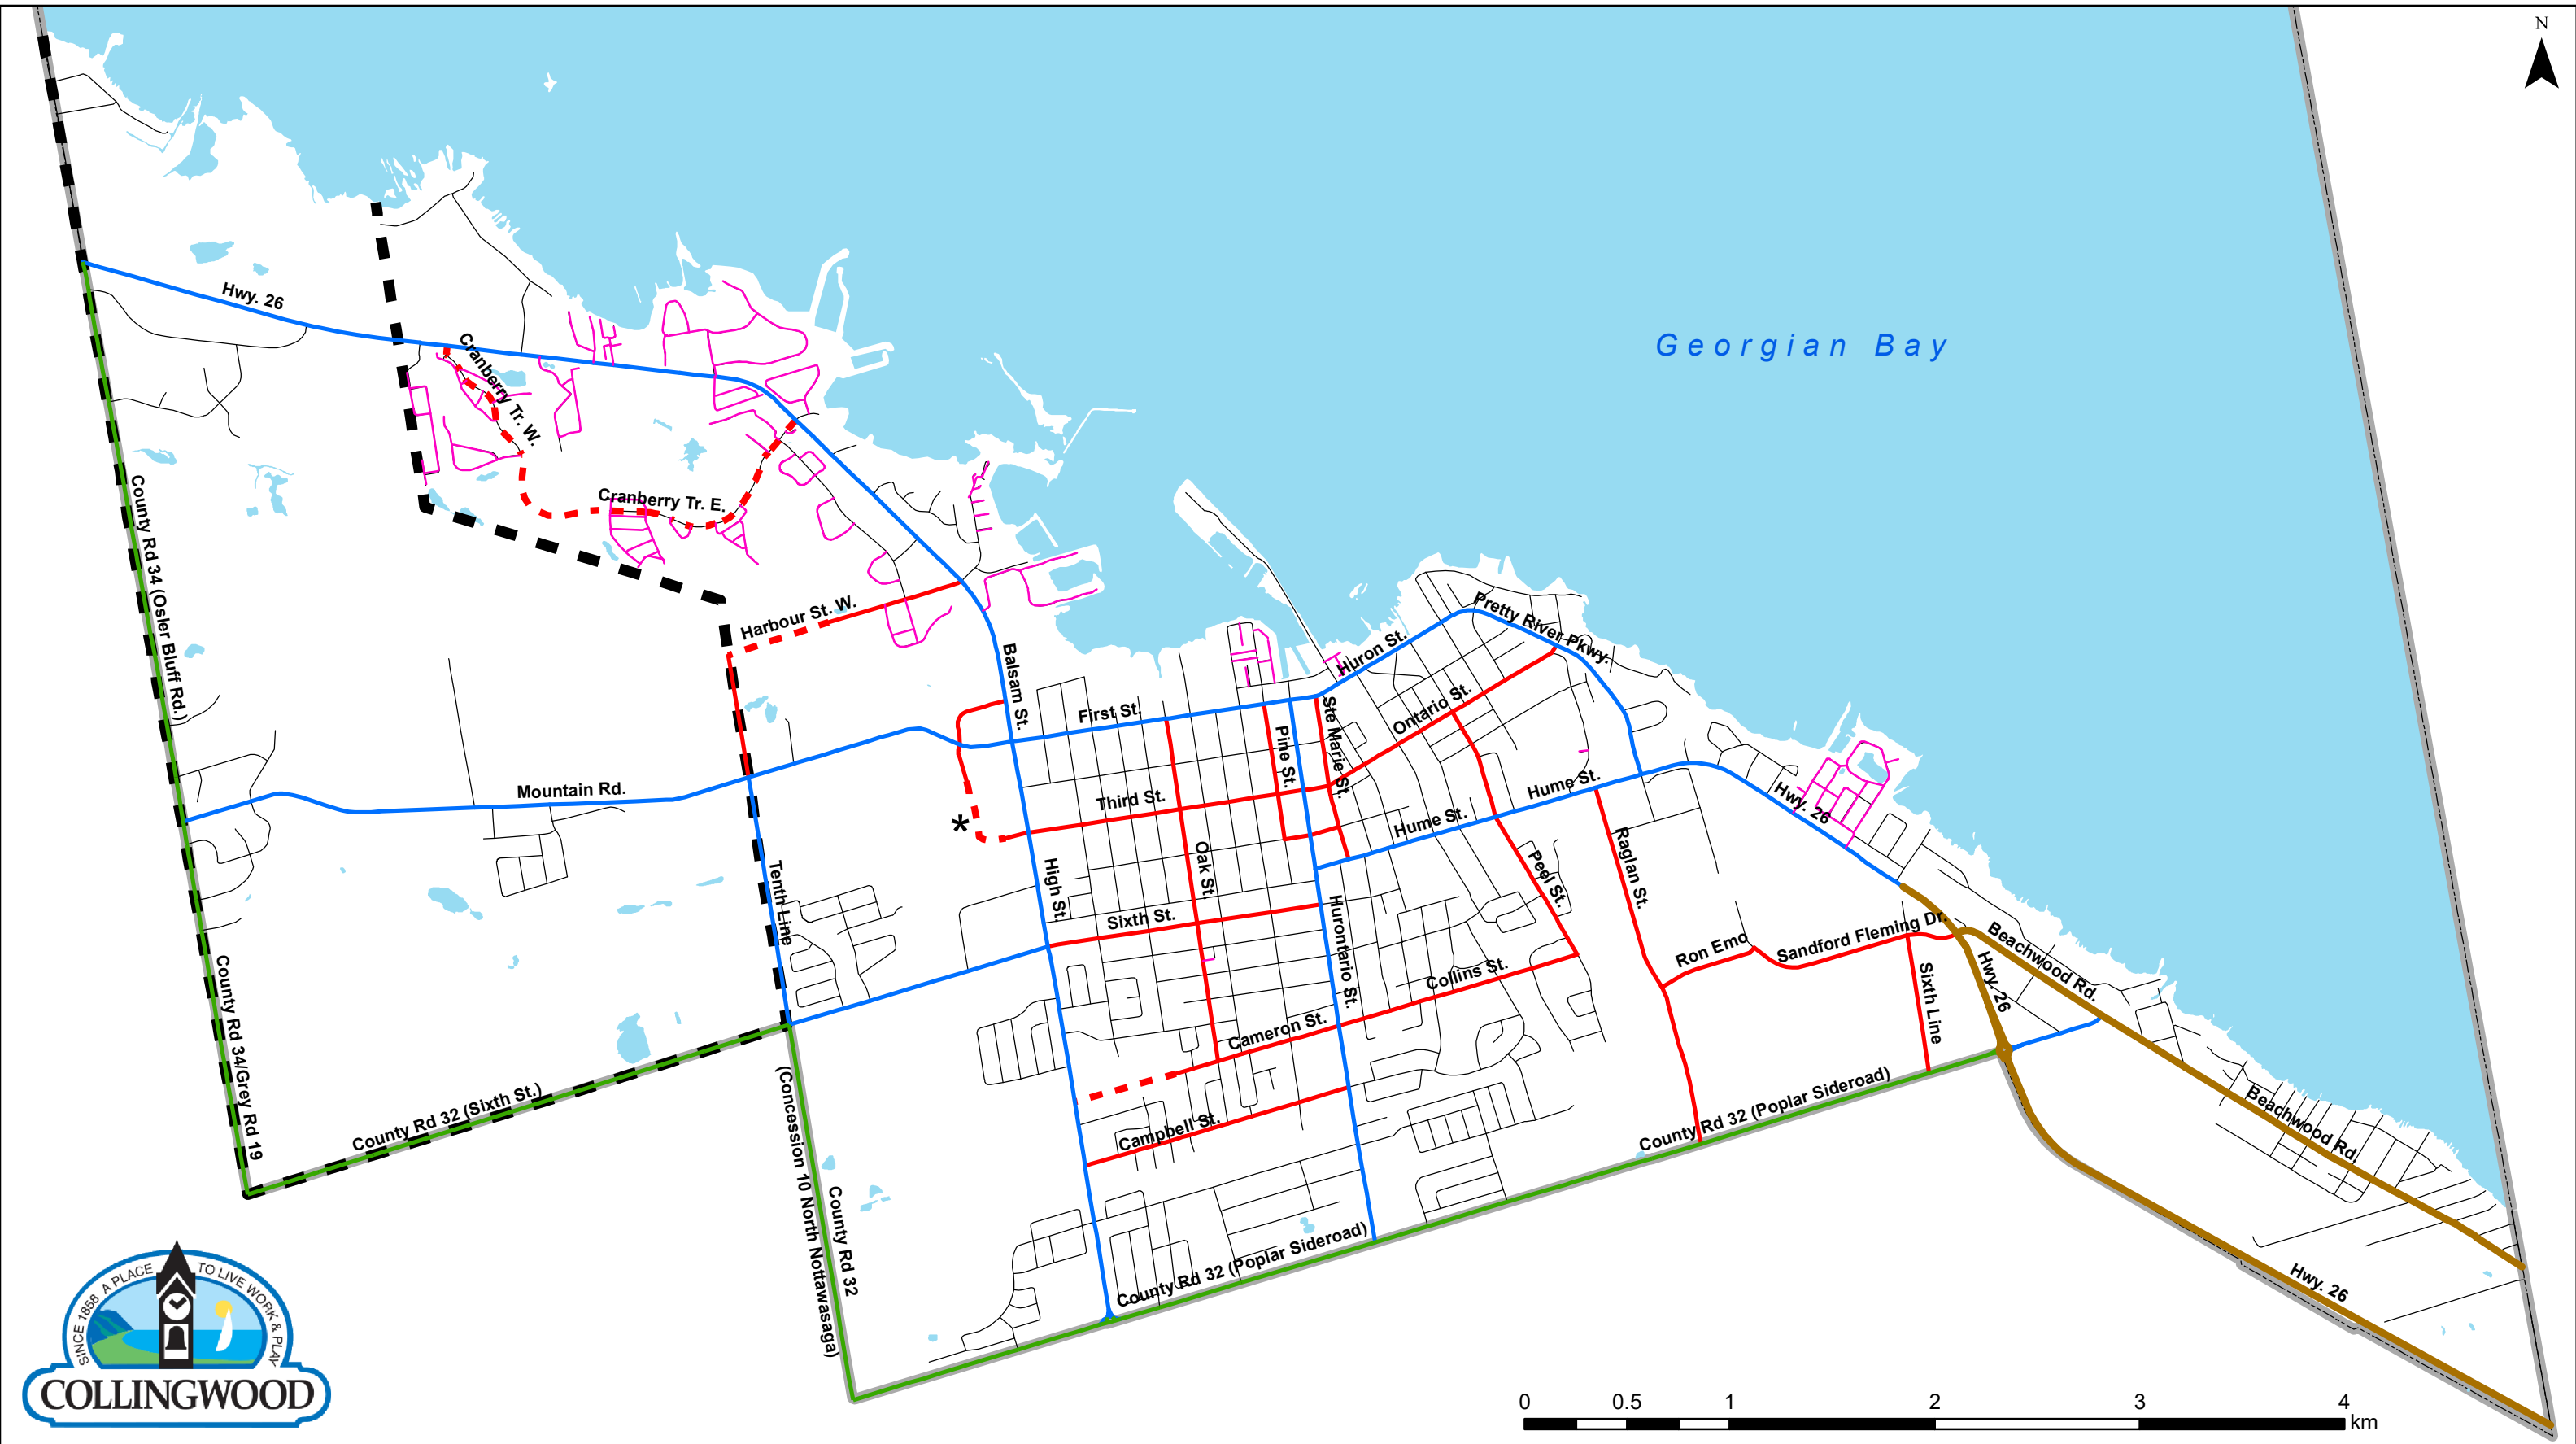 N
Georgian Bay
Hwy. 26
Cranberry Tr. W.
Cranberry Tr. E.
County Rd 34 (Osler Bluff Rd.)
Harbour St. W.
Balsam St.
Huron St.
Pretty River Pkwy.
First St.
Pine St.
Ste Marie St.
Ontario St.
Mountain Rd.
Third St.
Hume St.
Hume St.
Hwy. 26
*
Tenth Line
High St.
Oak St.
Peel St.
Raglan St.
Sixth St.
Hurontario St.
Collins St.
Ron Emo
Sandford Fleming Dr.
Beachwood Rd.
Hwy. 26
Sixth Line
County Rd 34/Grey Rd 19
Cameron St.
County Rd 32 (Sixth St.)
Campbell St.
County Rd 32 (Poplar Sideroad)
Beachwood Rd.
(Concession 10 North Nottawasaga)
County Rd 32
County Rd 32 (Poplar Sideroad)
Hwy. 26
SINCE 1858 A PLACE TO LIVE WORK & PLAY
COLLINGWOOD
0 0.5 1 2 3 4
km